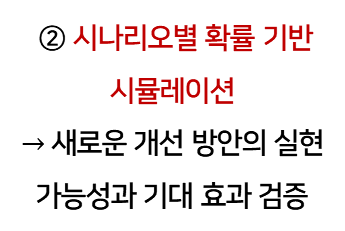 ② 시나리오별 확률 기반
시뮬레이션
→ 새로운 개선 방안의 실현
가능성과 기대 효과 검증